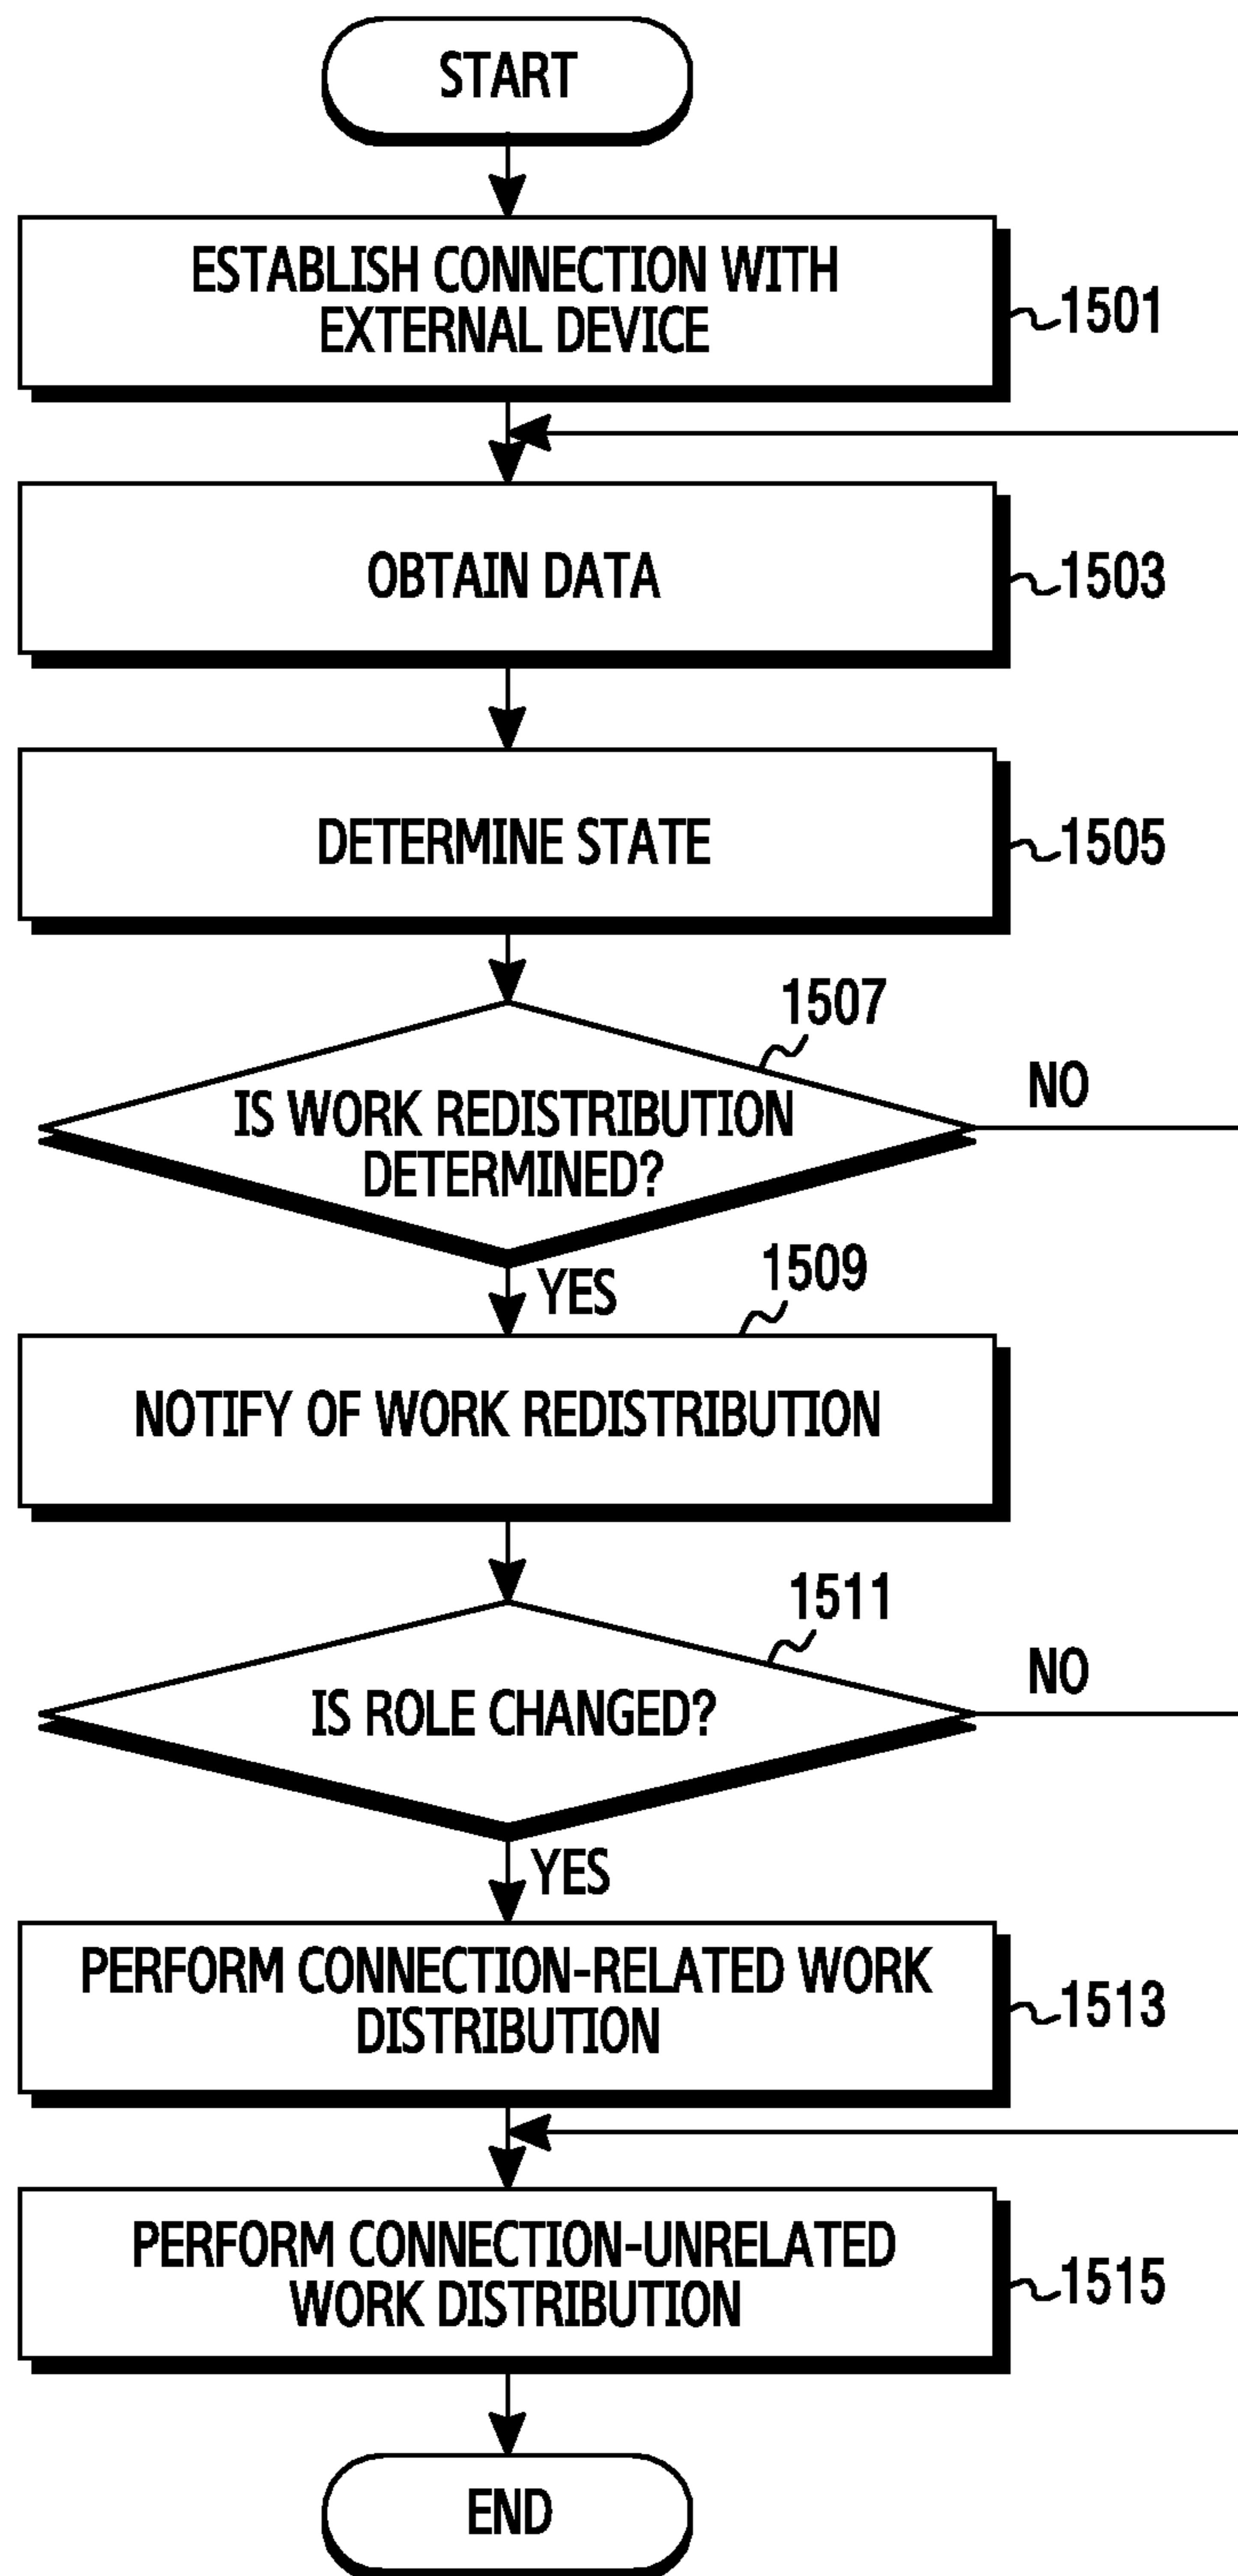 START
ESTABLISH CONNECTION WITH
EXTERNAL DEVICE
1501
OBTAIN DATA
1503
DETERMINE STATE
1505
1507
IS WORK REDISTRIBUTION
DETERMINED?
NO
YES
1509
NOTIFY OF WORK REDISTRIBUTION
1511
IS ROLE CHANGED?
NO
YES
PERFORM CONNECTION-RELATED WORK
DISTRIBUTION
1513
PERFORM CONNECTION-UNRELATED
WORK DISTRIBUTION
1515
END